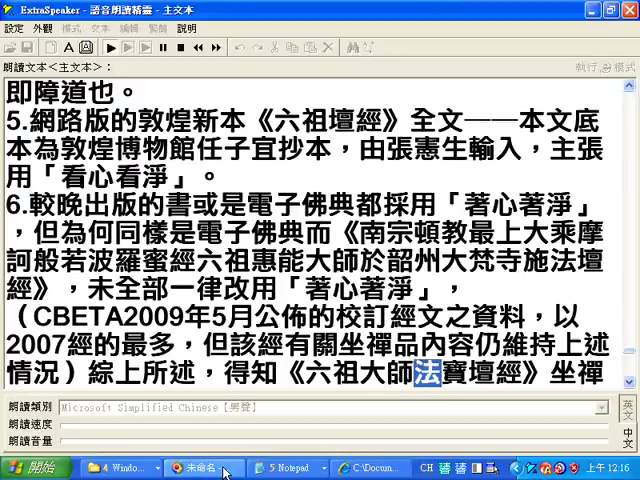 ExtraSpeaker - 語音朗讀精靈 - 主文本
設定 外觀 模式 文本 編輯 剪輯 說明
朗讀文本<主文本>：
即障道也。
5.網路版的敦煌新本《六祖壇經》全文──本文底
本為敦煌博物館任子宜抄本，由張憲生輸入，主張
用「看心看淨」。
6.較晚出版的書或是電子佛典都採用「著心著淨」
，但為何同樣是電子佛典而《南宗頓教最上大乘摩
訶般若波羅蜜經六祖惠能大師於韶州大梵寺施法壇
經》，未全部一律改用「著心著淨」，
（CBETA2009年5月公佈的校訂經文之資料，以
2007經的最多，但該經有關坐禪品內容仍維持上述
情況）綜上所述，得知《六祖大師法寶壇經》坐禪
朗讀類別 Microsoft Simplified Chinese【男聲】
朗讀速度
朗讀音量
英文
中文
開始 4 Windo... 未命名 - 5 Notepad C:\Docum... CH 上午 12:16